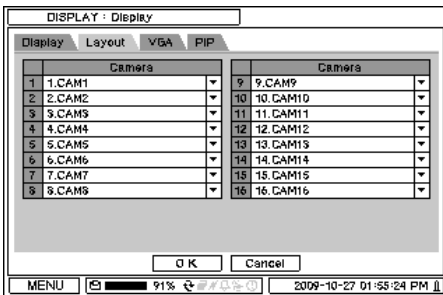 DISPLAY : Display
Display Layout VGA PIP
Camera Camera
1 1.CAM1 9 9.CAM9
2 2.CAM2 10 10.CAM10
3 3.CAM3 11 11.CAM11
4 4.CAM4 12 12.CAM12
5 5.CAM5 13 13.CAM13
6 6.CAM6 14 14.CAM14
7 7.CAM7 15 15.CAM15
8 8.CAM8 16 16.CAM16
OK Cancel
MENU 91% 2009-10-27 01:55:24 PM